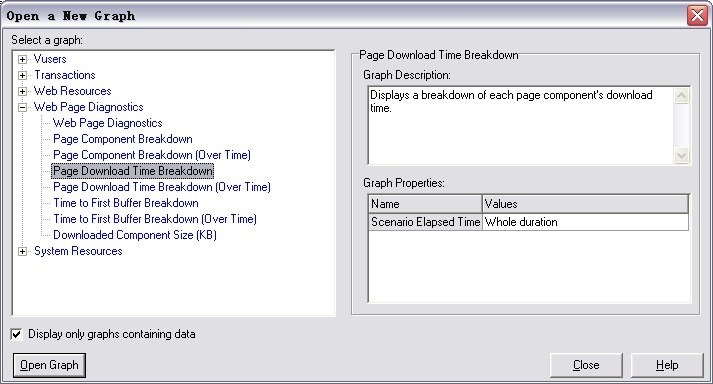 Open a New Graph
Select a graph:
Vusers
Transactions
Web Resources
Web Page Diagnostics
Web Page Diagnostics
Page Component Breakdown
Page Component Breakdown (Over Time)
Page Download Time Breakdown
Page Download Time Breakdown (Over Time)
Time to First Buffer Breakdown
Time to First Buffer Breakdown (Over Time)
Downloaded Component Size (KB)
System Resources
Page Download Time Breakdown
Graph Description:
Displays a breakdown of each page component's download
time.
Graph Properties:
Name Values
Scenario Elapsed Time Whole duration
Display only graphs containing data
Open Graph
Close
Help